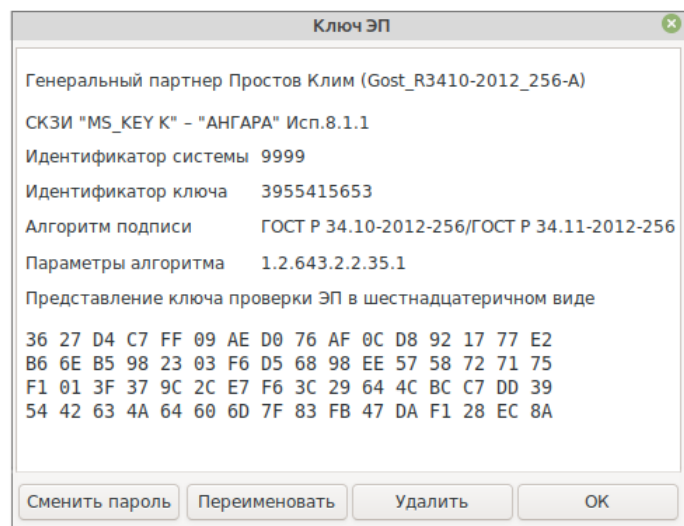 Ключ ЭП
Генеральный партнер Простов Клим (Gost_R3410-2012_256-A)
СКЗИ "MS_KEY K" – "АНГАРА" Исп.8.1.1
Идентификатор системы 9999
Идентификатор ключа 3955415653
Алгоритм подписи ГОСТ Р 34.10-2012-256/ГОСТ Р 34.11-2012-256
Параметры алгоритма 1.2.643.2.2.35.1
Представление ключа проверки ЭП в шестнадцатеричном виде
36 27 D4 C7 FF 09 AE D0 76 AF 0C D8 92 17 77 E2
B6 6E B5 98 23 03 F6 D5 68 98 EE 57 58 72 71 75
F1 01 3F 37 9C 2C E7 F6 3C 29 64 4C BC C7 DD 39
54 42 63 4A 64 60 6D 7F 83 FB 47 DA F1 28 EC 8A
Сменить пароль Переименовать Удалить ОК